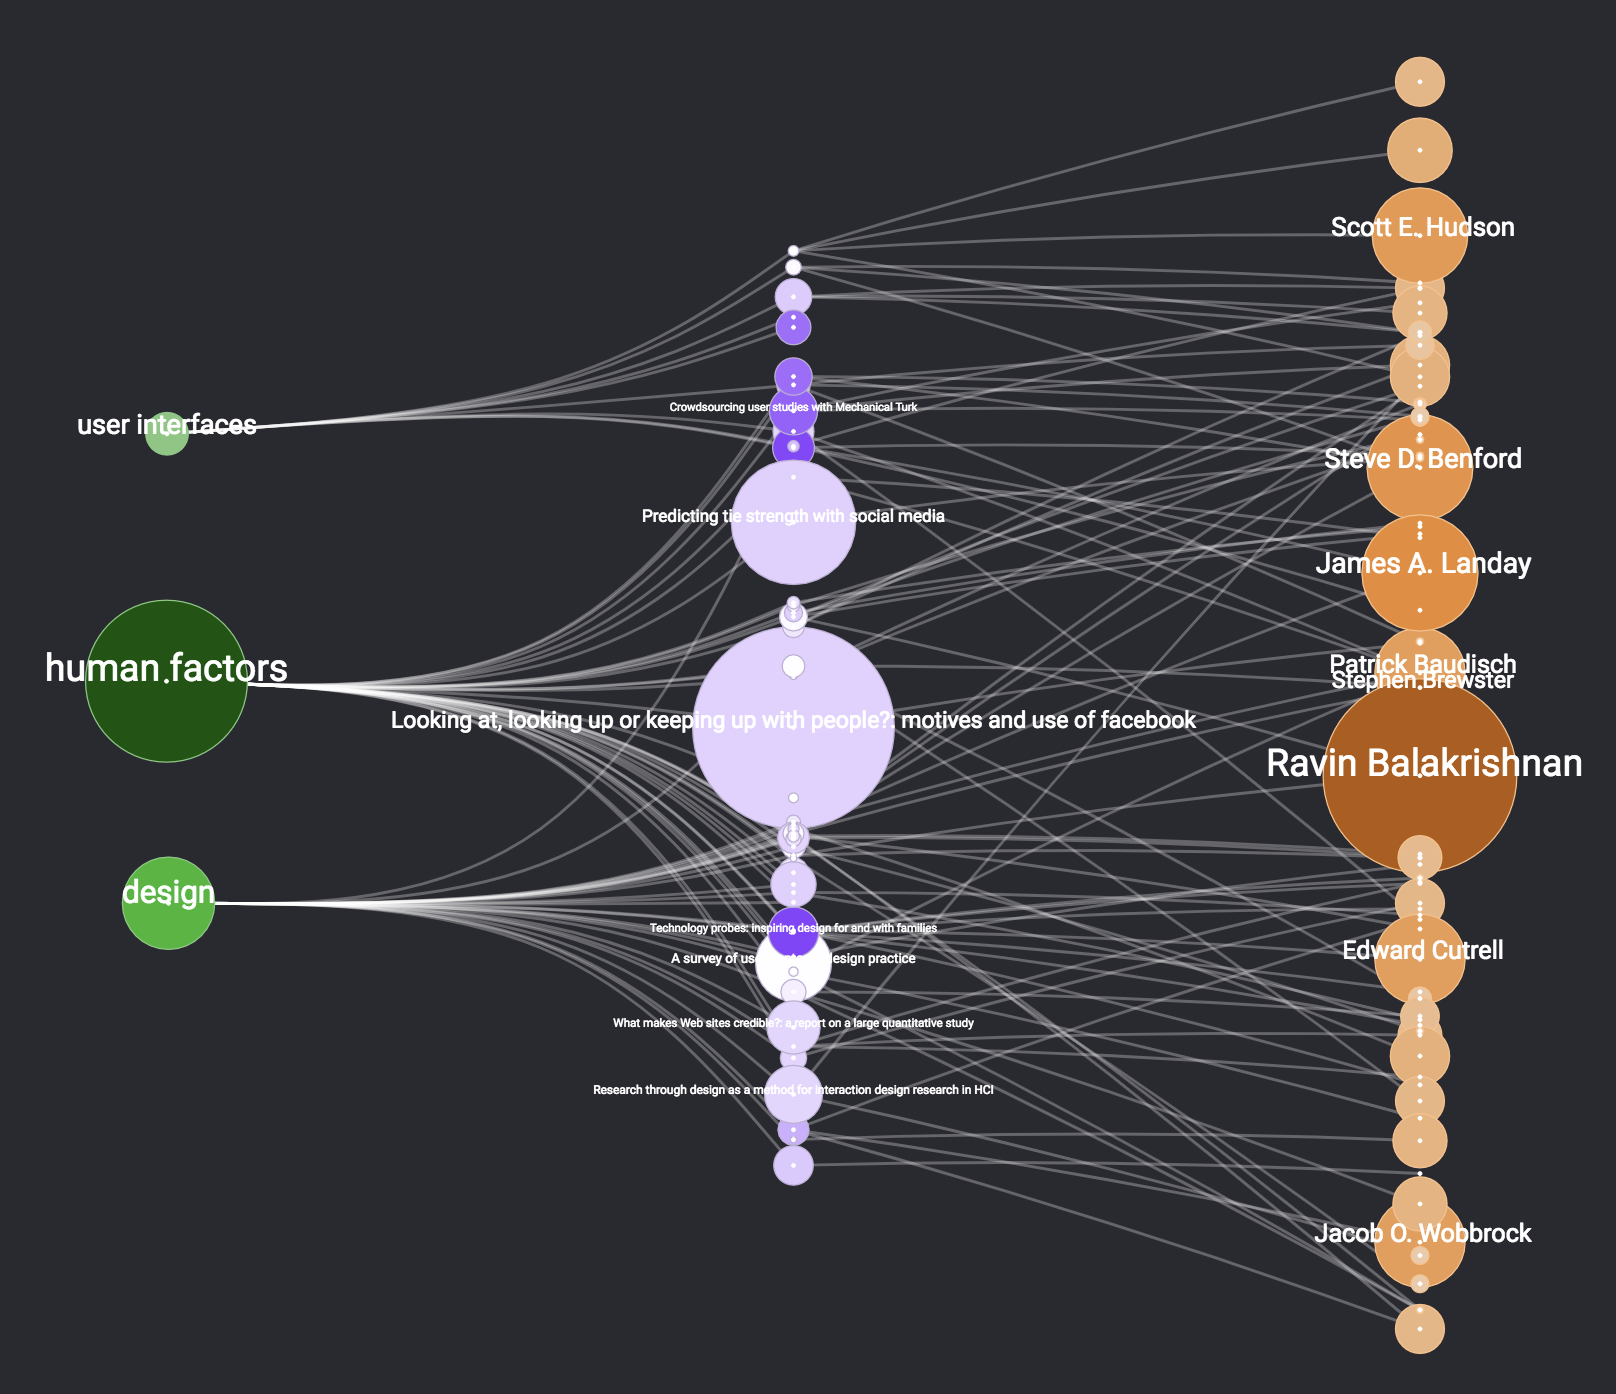 user interfaces
human factors
design
Crowdsourcing user studies with Mechanical Turk
Predicting tie strength with social media
Looking at, looking up or keeping up with people?: motives and use of facebook
Technology probes: inspiring design for and with families
A survey of design practice
What makes Web sites credible?: a report on a large quantitative study
Research through design as a method for interaction design research in HCI
Scott E. Hudson
Steve D. Benford
James A. Landay
Patrick Baudisch
Stephen Brewster
Ravin Balakrishnan
Edward Cutrell
Jacob O. Wobbrock